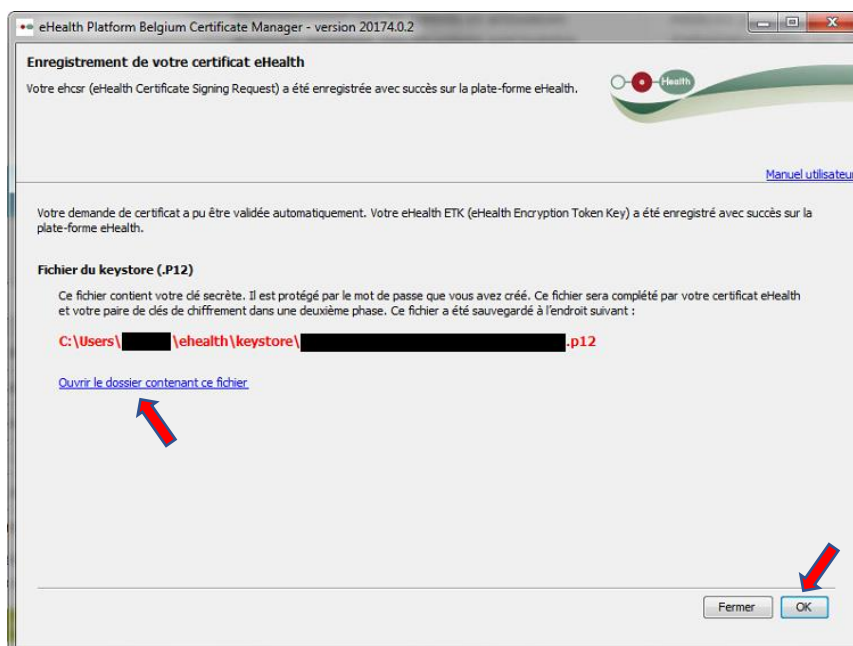 eHealth Platform Belgium Certificate Manager - version 20174.0.2
Enregistrement de votre certificat eHealth
Votre ehcsr (eHealth Certificate Signing Request) a été enregistrée avec succès sur la plate-forme eHealth.
Health
Manuel utilisateur
Votre demande de certificat a pu être validée automatiquement. Votre eHealth ETK (eHealth Encryption Token Key) a été enregistré avec succès sur la
plate-forme eHealth.
Fichier du keystore (.P12)
Ce fichier contient votre clé secrète. Il est protégé par le mot de passe que vous avez créé. Ce fichier sera complété par votre certificat eHealth
et votre paire de clés de chiffrement dans une deuxième phase. Ce fichier a été sauvegardé à l'endroit suivant :
C:\Users\ \ehealth\keystore\ .p12
Ouvrir le dossier contenant ce fichier
Fermer OK